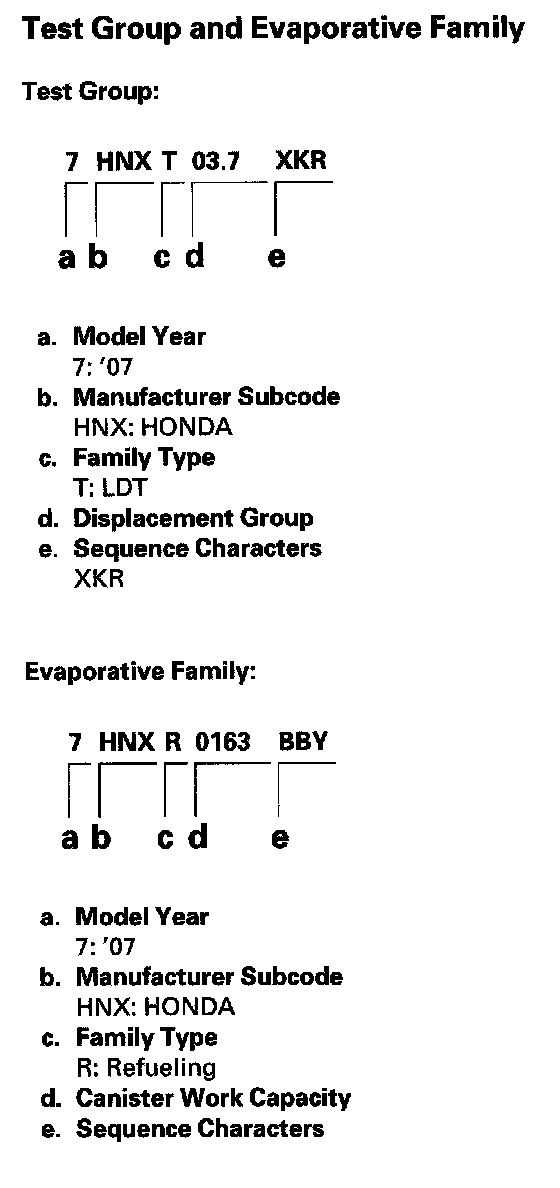 Test Group and Evaporative Family
Test Group:
7 HNX T 03.7 XKR
a b c d e
a. Model Year
7: '07
b. Manufacturer Subcode
HNX: HONDA
c. Family Type
T: LDT
d. Displacement Group
e. Sequence Characters
XKR
Evaporative Family:
7 HNX R 0163 BBY
a b c d e
a. Model Year
7: '07
b. Manufacturer Subcode
HNX: HONDA
c. Family Type
R: Refueling
d. Canister Work Capacity
e. Sequence Characters